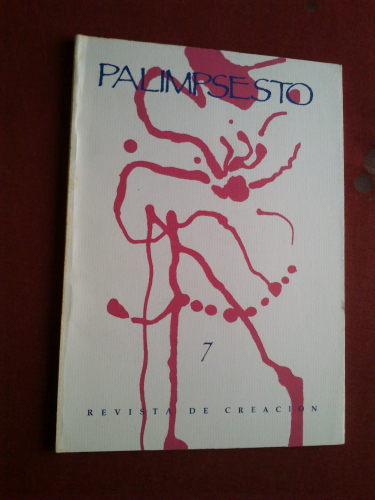 PALIMPSESTO
7
REVISTA DE CREACIÓN